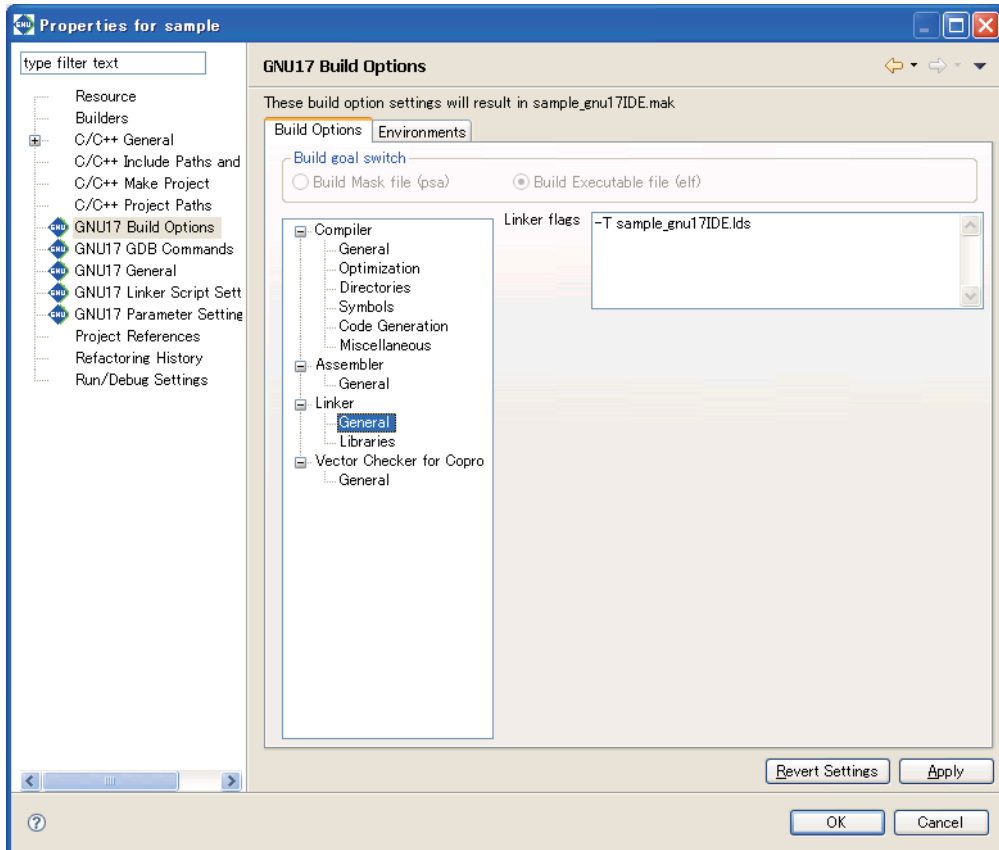 Properties for sample
type filter text
Resource
Builders
C/C++ General
C/C++ Include Paths and
C/C++ Make Project
C/C++ Project Paths
GNU17 Build Options
GNU17 GDB Commands
GNU17 General
GNU17 Linker Script Sett
GNU17 Parameter Setting
Project References
Refactoring History
Run/Debug Settings
GNU17 Build Options
These build option settings will result in sample_gnu17IDE.mak
Build Options
Environments
Build goal switch
Build Mask file (psa)
Build Executable file (elf)
Compiler
General
Optimization
Directories
Symbols
Code Generation
Miscellaneous
Assembler
General
Linker
General
Libraries
Vector Checker for Copro
General
Linker flags
-T sample_gnu17IDE.lds
Revert Settings
Apply
OK
Cancel